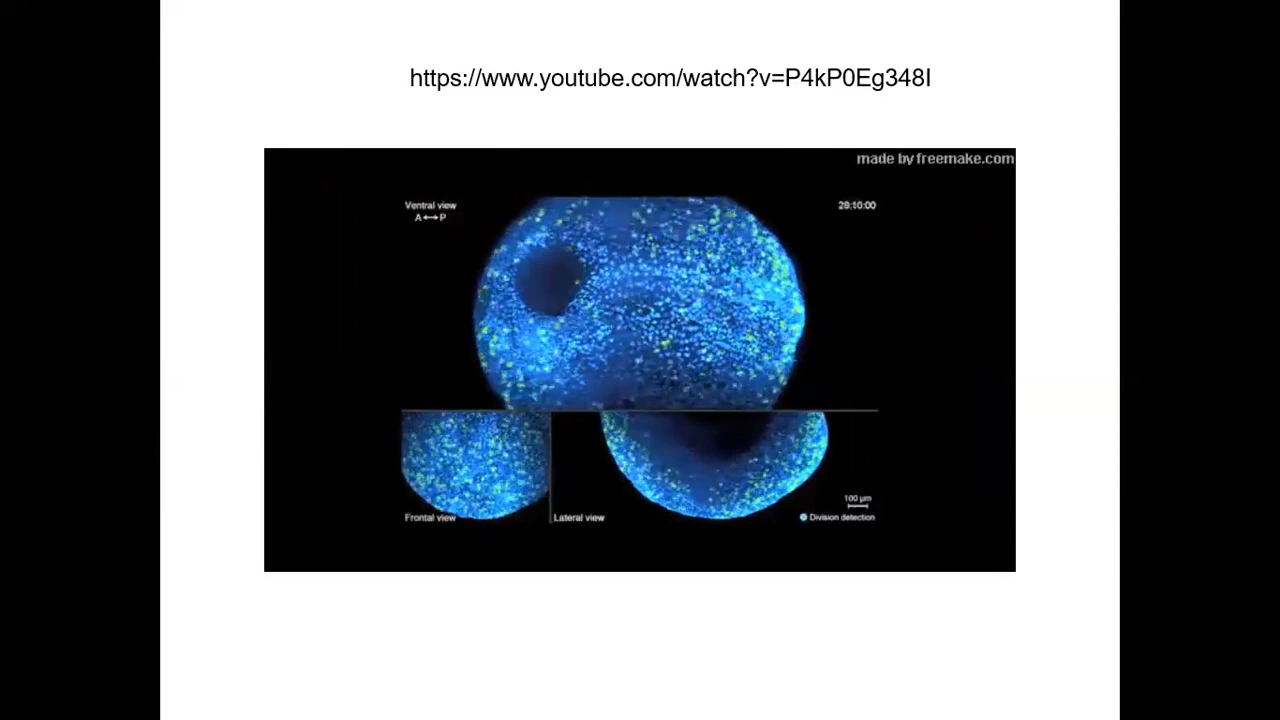 https://www.youtube.com/watch?v=P4kP0Eg348I
made by freemake.com
Ventral view
A⟷P
29:10:00
Frontal view
Lateral view
100 µm
Division detection